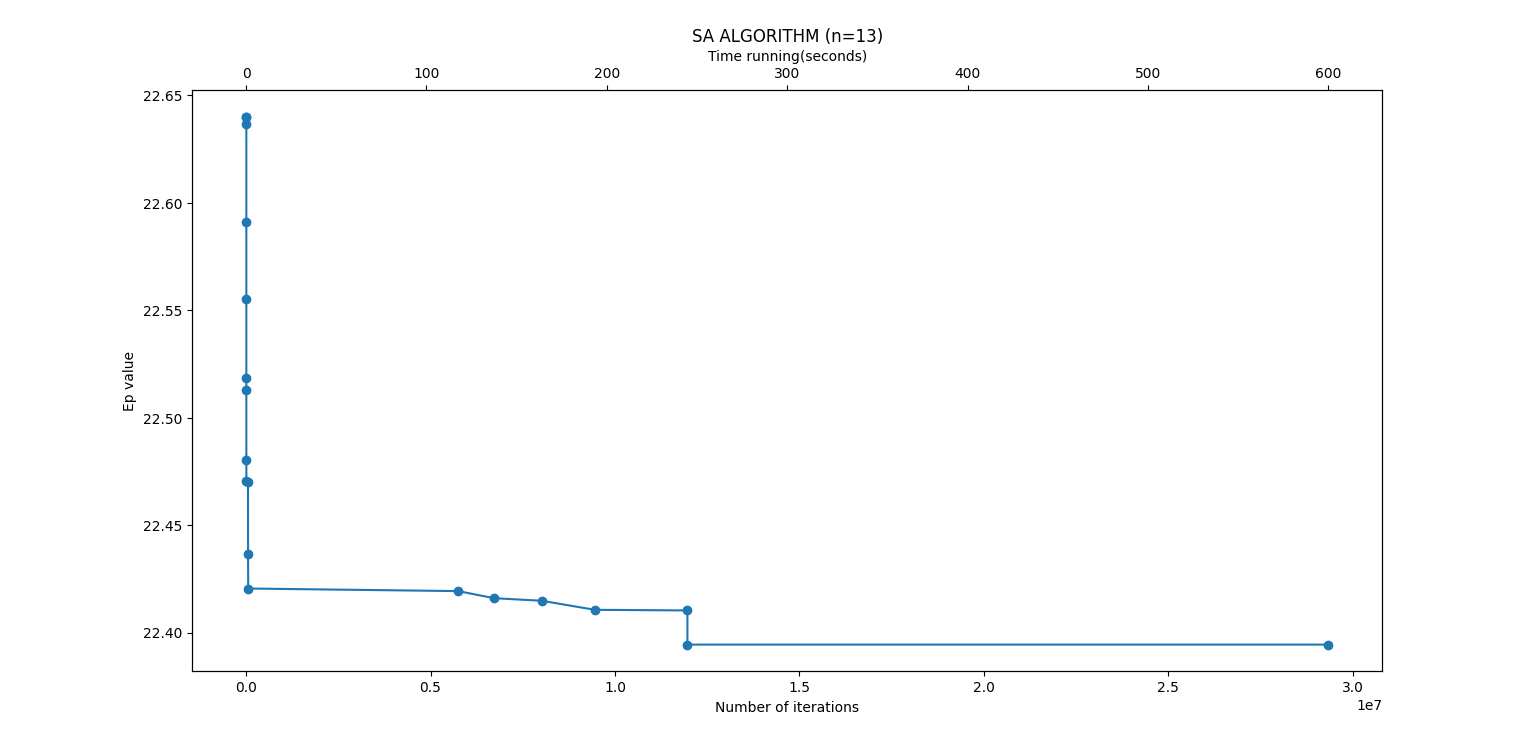 SA ALGORITHM (n=13)
Time running(seconds)
0 100 200 300 400 500 600
22.65
22.60
22.55
22.50
22.45
22.40
Ep value
0.0 0.5 1.0 1.5 2.0 2.5 3.0
1e7
Number of iterations